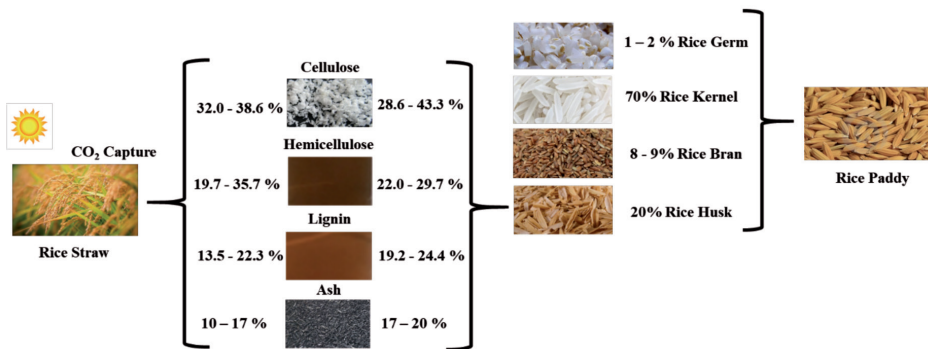 CO₂ Capture
Rice Straw
Cellulose
32.0 - 38.6 %
28.6 - 43.3 %
Hemicellulose
19.7 - 35.7 %
22.0 - 29.7 %
Lignin
13.5 - 22.3 %
19.2 - 24.4 %
Ash
10 – 17 %
17 – 20 %
1 – 2 % Rice Germ
70% Rice Kernel
8 - 9% Rice Bran
20% Rice Husk
Rice Paddy